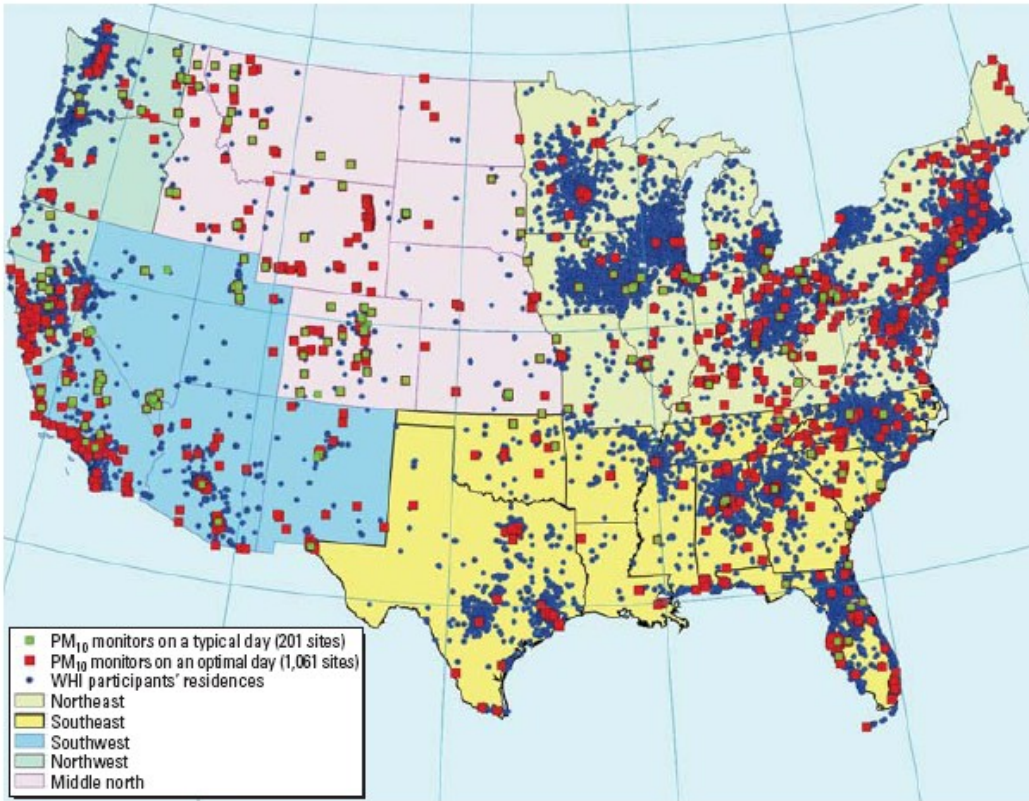 PM10 monitors on a typical day (201 sites)
PM10 monitors on an optimal day (1,061 sites)
WHI participants' residences
Northeast
Southeast
Southwest
Northwest
Middle north